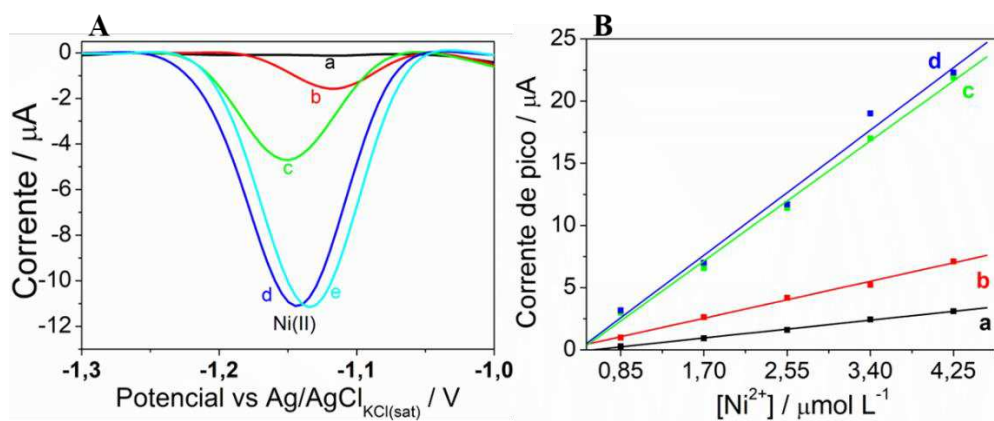 A
0
-2
-4
-6
-8
-10
-12
Corrente / μA
a
b
c
d
e
Ni(II)
-1,3
-1,2
-1,1
-1,0
Potencial vs Ag/AgCl KCl(sat) / V
B
25
20
15
10
5
0
Corrente de pico / μA
d
c
b
a
0,85
1,70
2,55
3,40
4,25
[Ni²⁺] / μmol L⁻¹